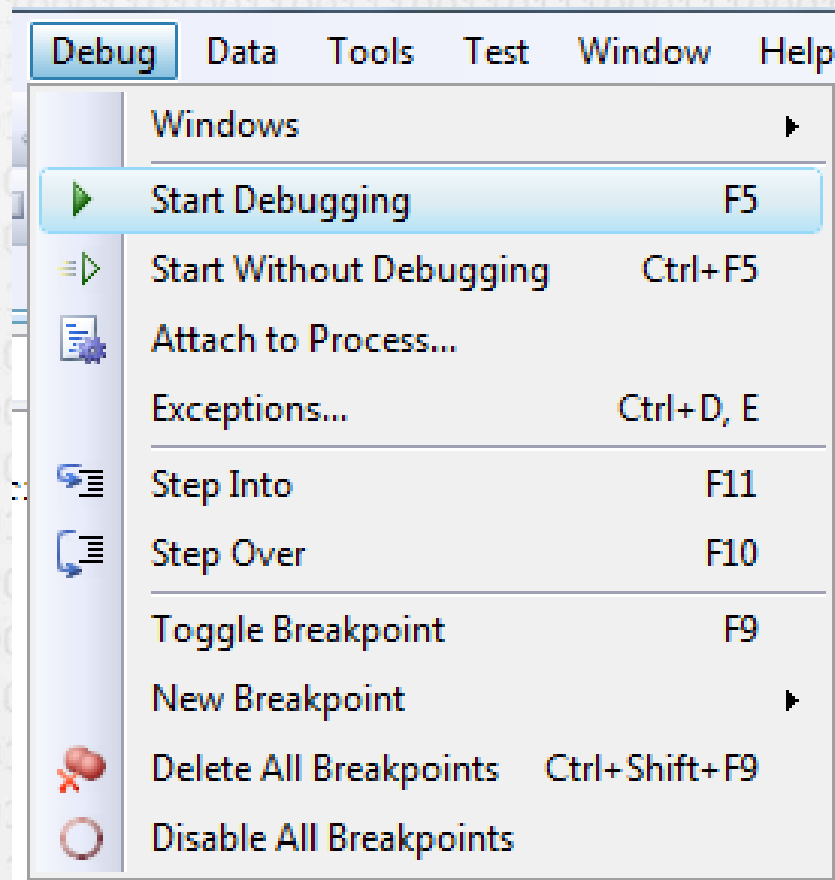 Debug Data Tools Test Window Help
Windows
Start Debugging F5
Start Without Debugging Ctrl+F5
Attach to Process...
Exceptions... Ctrl+D, E
Step Into F11
Step Over F10
Toggle Breakpoint F9
New Breakpoint
Delete All Breakpoints Ctrl+Shift+F9
Disable All Breakpoints